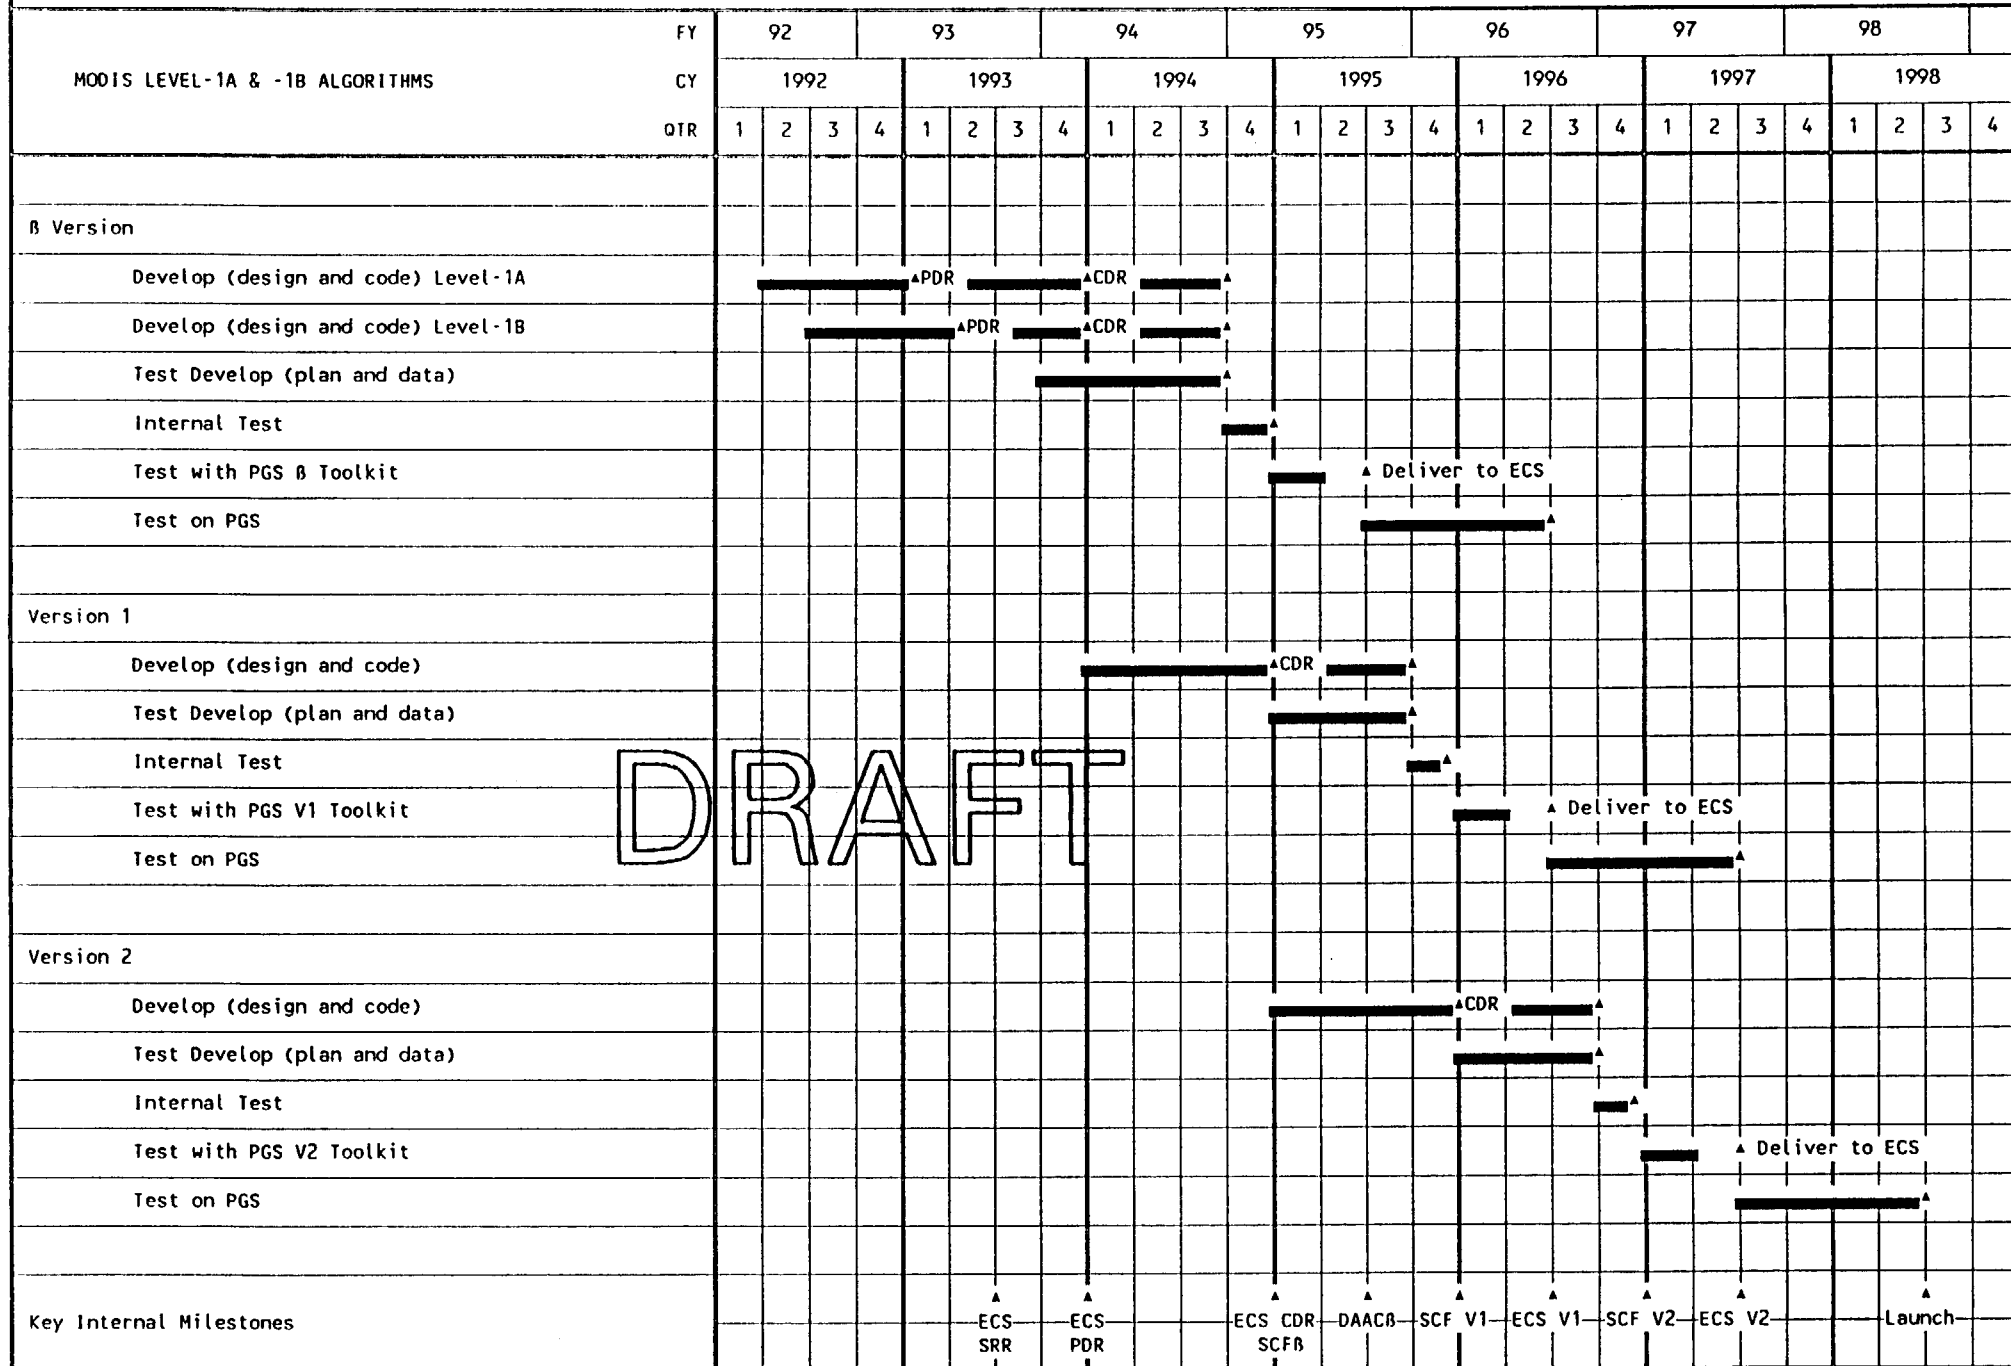 FY 92 93 94 95 96 97 98
MODIS LEVEL-1A & -1B ALGORITHMS CY 1992 1993 1994 1995 1996 1997 1998
QTR 1 2 3 4 1 2 3 4 1 2 3 4 1 2 3 4 1 2 3 4 1 2 3 4 1 2 3 4
ß Version
Develop (design and code) Level-1A PDR CDR
Develop (design and code) Level-1B PDR CDR
Test Develop (plan and data)
Internal Test
Test with PGS ß Toolkit Deliver to ECS
Test on PGS
Version 1
Develop (design and code) CDR
Test Develop (plan and data)
Internal Test
DRAFT
Test with PGS V1 Toolkit Deliver to ECS
Test on PGS
Version 2
Develop (design and code) CDR
Test Develop (plan and data)
Internal Test
Test with PGS V2 Toolkit Deliver to ECS
Test on PGS
Key Internal Milestones ECS ECS ECS CDR DAACß SCF V1 ECS V1 SCF V2 ECS V2 Launch
SRR PDR SCFß